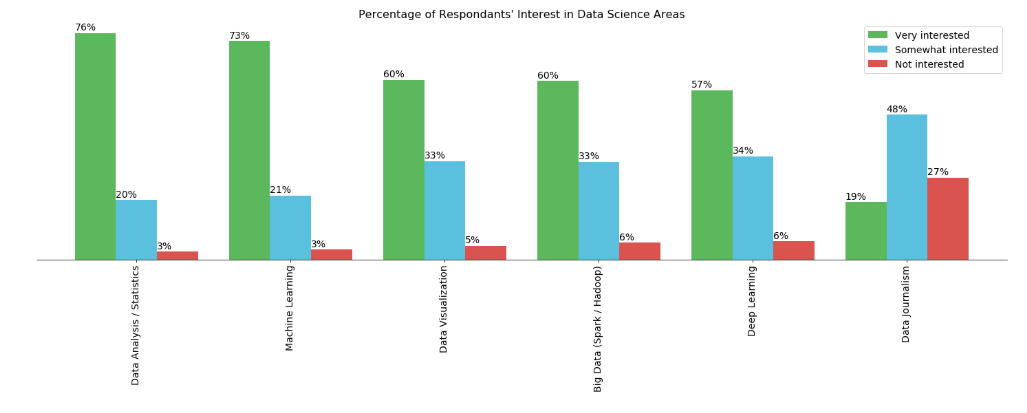 Percentage of Respondants' Interest in Data Science Areas
Very interested
Somewhat interested
Not interested
76%
20%
3%
73%
21%
3%
60%
33%
5%
60%
33%
6%
57%
34%
6%
19%
48%
27%
Data Analysis / Statistics
Machine Learning
Data Visualization
Big Data (Spark / Hadoop)
Deep Learning
Data Journalism